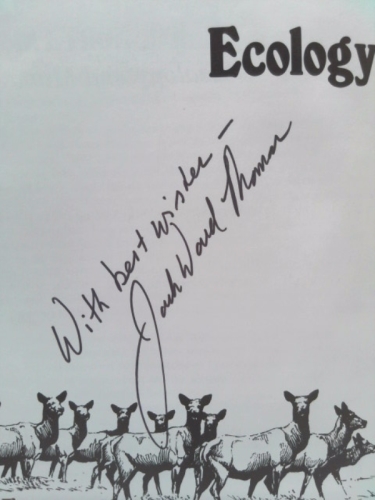 Ecology
With best wishes –
Jack Ward Thomas